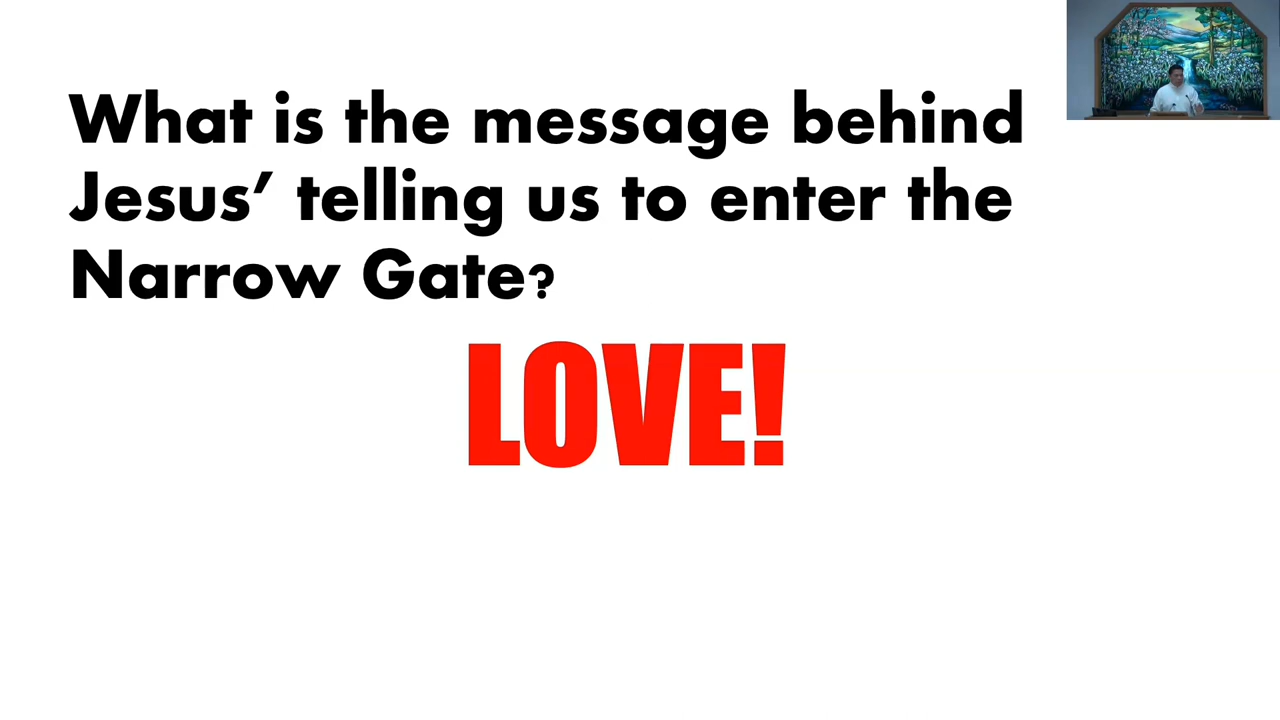 What is the message behind
Jesus’ telling us to enter the
Narrow Gate?
LOVE!